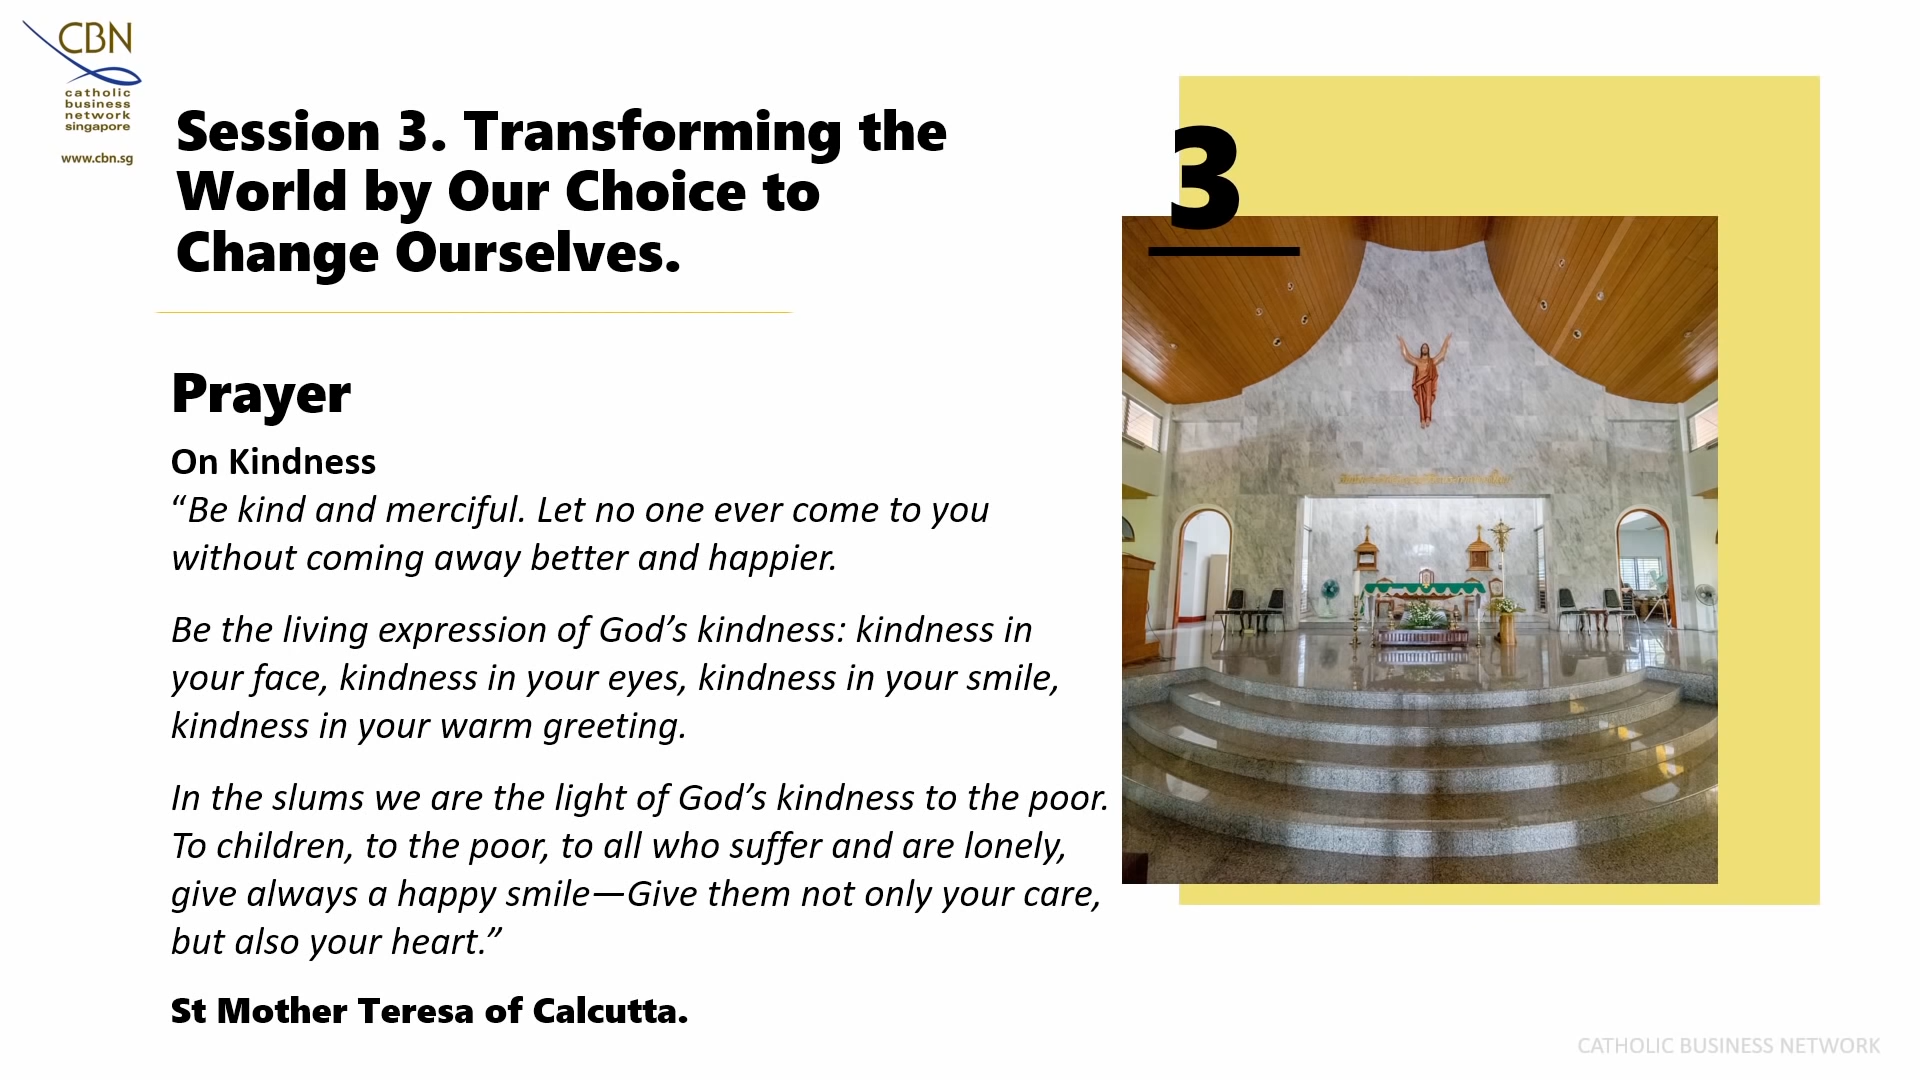 CBN
catholic
business
network
singapore
www.cbn.sg
Session 3. Transforming the
World by Our Choice to
Change Ourselves.
3
Prayer
On Kindness
“Be kind and merciful. Let no one ever come to you
without coming away better and happier.
Be the living expression of God’s kindness: kindness in
your face, kindness in your eyes, kindness in your smile,
kindness in your warm greeting.
In the slums we are the light of God’s kindness to the poor.
To children, to the poor, to all who suffer and are lonely,
give always a happy smile—Give them not only your care,
but also your heart.”
St Mother Teresa of Calcutta.
CATHOLIC BUSINESS NETWORK